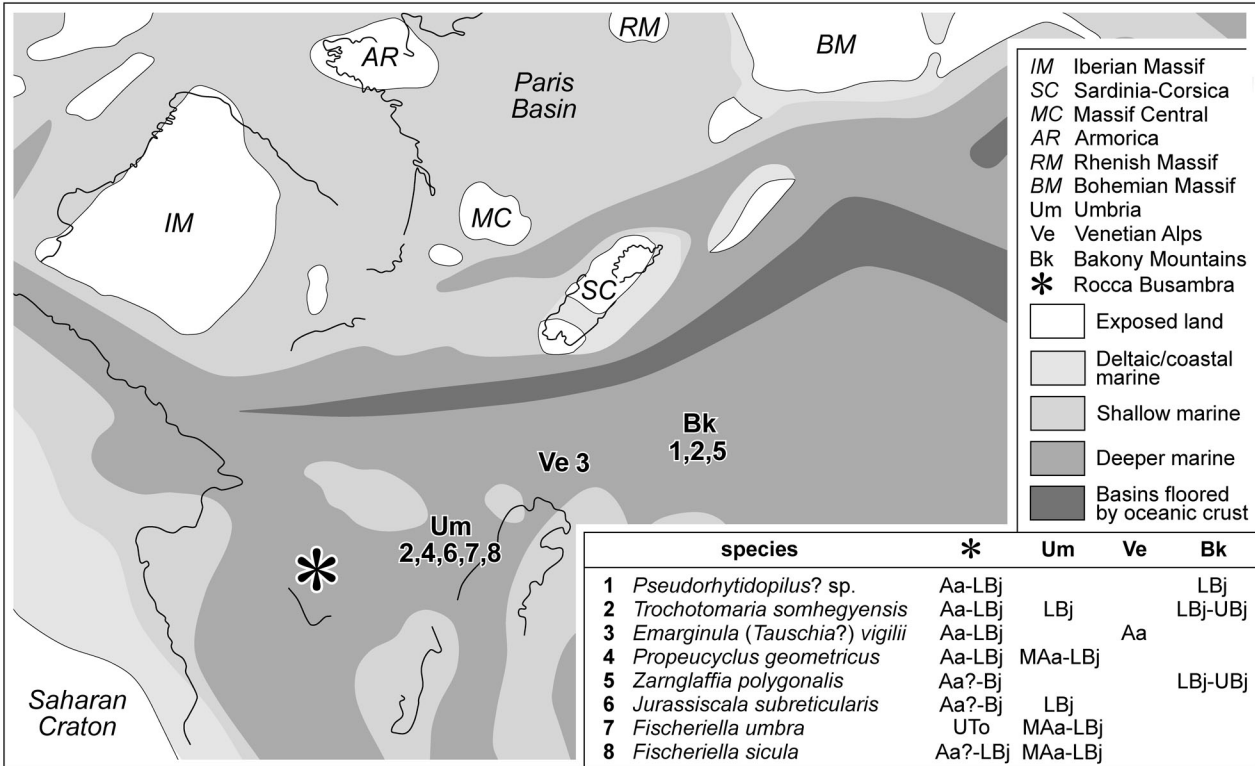 AR
RM
BM
Paris
Basin
IM
MC
SC
Bk
1,2,5
Ve 3
Um
2,4,6,7,8
*
Saharan
Craton
IM Iberian Massif
SC Sardinia-Corsica
MC Massif Central
AR Armorica
RM Rhenish Massif
BM Bohemian Massif
Um Umbria
Ve Venetian Alps
Bk Bakony Mountains
* Rocca Busambra
Exposed land
Deltaic/coastal
marine
Shallow marine
Deeper marine
Basins floored
by oceanic crust
species * Um Ve Bk
1 Pseudorhytidopilus? sp. Aa-LBj LBj
2 Trochotomaria somhegyensis Aa-LBj LBj LBj-UBj
3 Emarginula (Tauschia?) vigilii Aa-LBj Aa
4 Propeucyclus geometricus Aa-LBj MAa-LBj
5 Zarnglaffia polygonalis Aa?-Bj LBj-UBj
6 Jurassiscala subreticularis Aa?-Bj LBj
7 Fischeriella umbra UTo MAa-LBj
8 Fischeriella sicula Aa?-LBj MAa-LBj